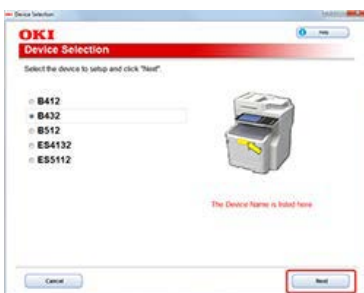 Device Selection
OKI
Help
Device Selection
Select the device to setup and click "Next".
B412
B432
B512
ES4132
ES5112
The Device Name is listed here
Cancel
Next